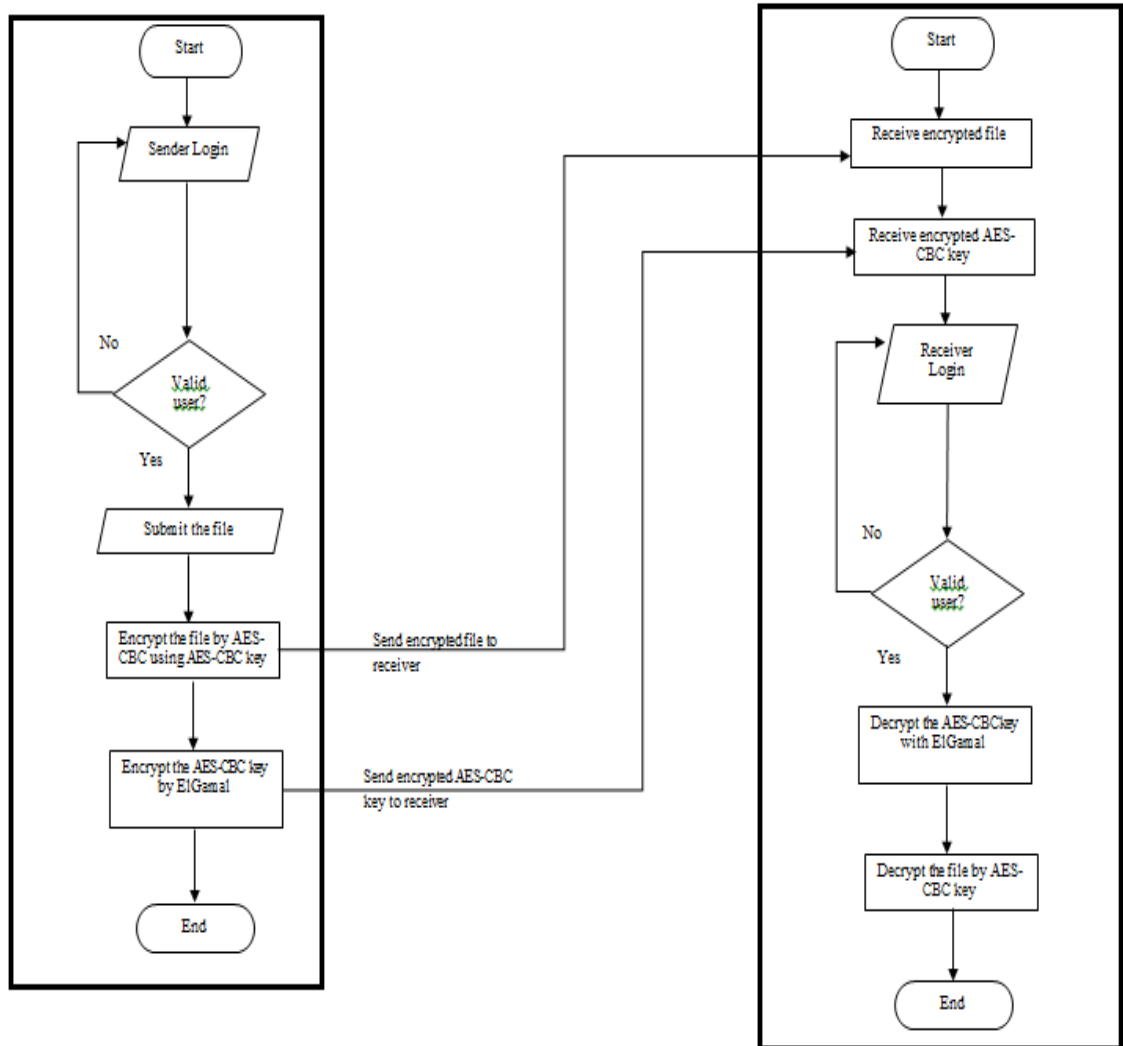 Start
Sender Login
No
Valid
user?
Yes
Submit the file
Encrypt the file by AES-
CBC using AES-CBC key
Encrypt the AES-CBC key
by ElGamal
End
Send encrypted file to
receiver
Send encrypted AES-CBC
key to receiver
Start
Receive encrypted file
Receive encrypted AES-
CBC key
Receiver
Login
No
Valid
user?
Yes
Decrypt the AES-CBCkey
with ElGamal
Decrypt the file by AES-
CBC key
End